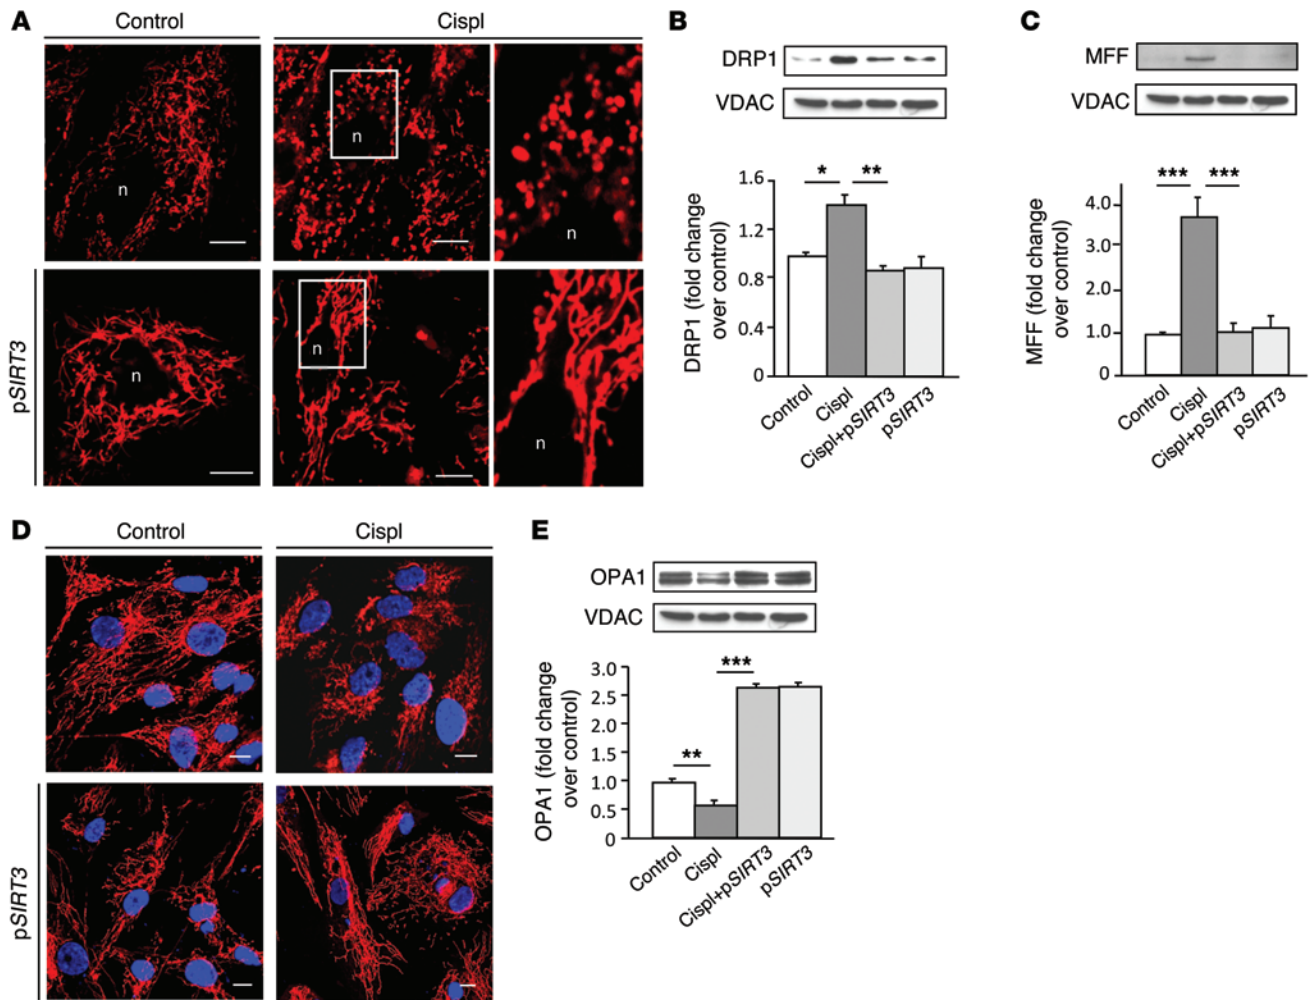 A
Control
Cispl
n
n
n
pSIRT3
n
n
n
B
DRP1
VDAC
DRP1 (fold change
over control)
1.6
1.2
0.8
0.4
0
*
**
Control
Cispl
Cispl+pSIRT3
pSIRT3
C
MFF
VDAC
MFF (fold change
over control)
4.0
3.0
2.0
1.0
0
***
***
Control
Cispl
Cispl+pSIRT3
pSIRT3
D
Control
Cispl
pSIRT3
E
OPA1
VDAC
OPA1 (fold change
over control)
3.0
2.5
2.0
1.5
1.0
0.5
0
**
***
Control
Cispl
Cispl+pSIRT3
pSIRT3